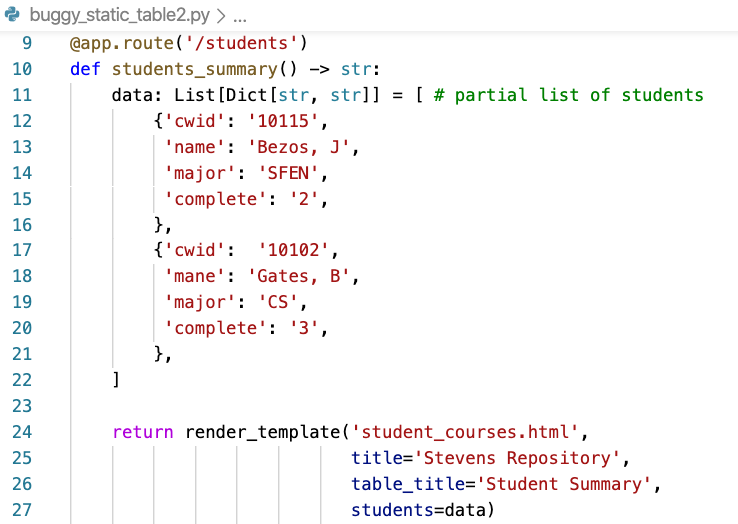 buggy_static_table2.py > ...
9 @app.route('/students')
10 def students_summary() -> str:
11 data: List[Dict[str, str]] = [ # partial list of students
12 {'cwid': '10115',
13 'name': 'Bezos, J',
14 'major': 'SFEN',
15 'complete': '2',
16 },
17 {'cwid':  '10102',
18 'mane': 'Gates, B',
19 'major': 'CS',
20 'complete': '3',
21 },
22 ]
23
24 return render_template('student_courses.html',
25 title='Stevens Repository',
26 table_title='Student Summary',
27 students=data)